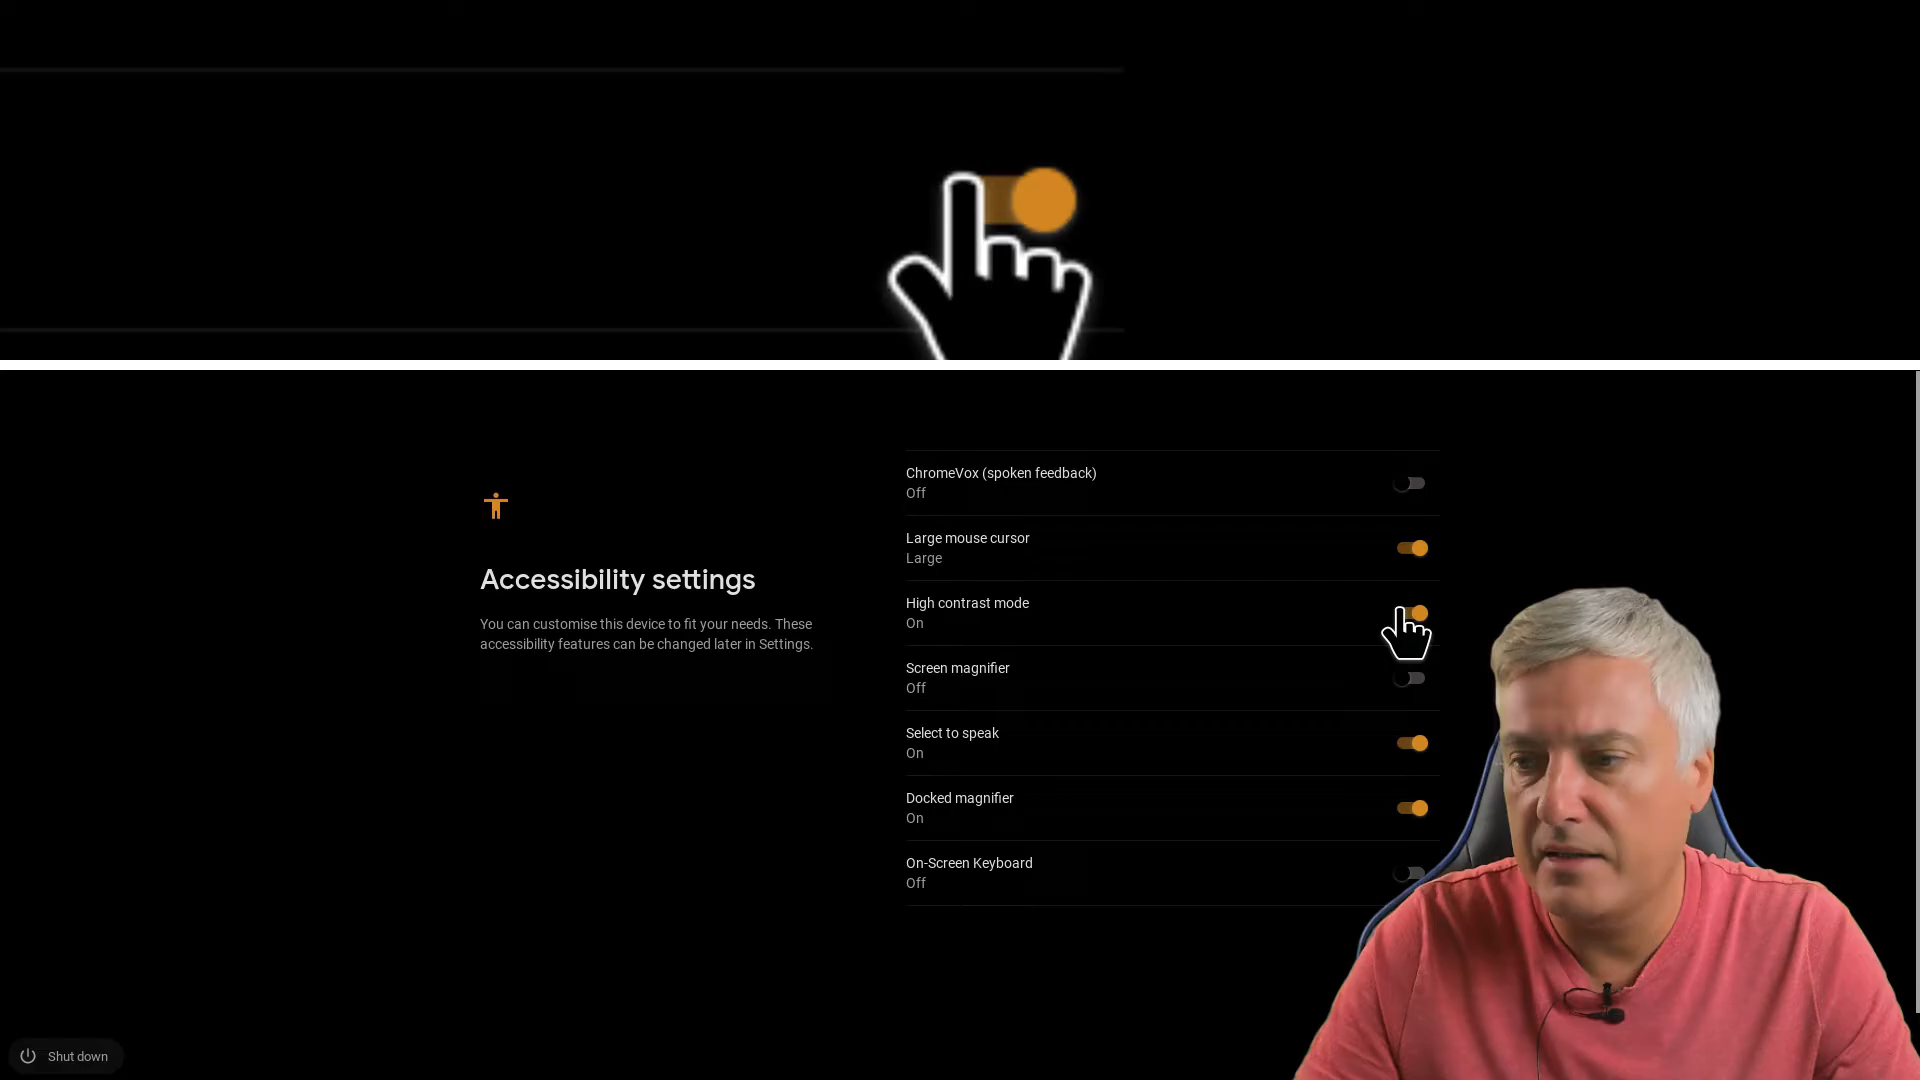 ChromeVox (spoken feedback)
Off
Large mouse cursor
Large
Accessibility settings
You can customise this device to fit your needs. These
accessibility features can be changed later in Settings.
High contrast mode
On
Screen magnifier
Off
Select to speak
On
Docked magnifier
On
On-Screen Keyboard
Off
Shut down